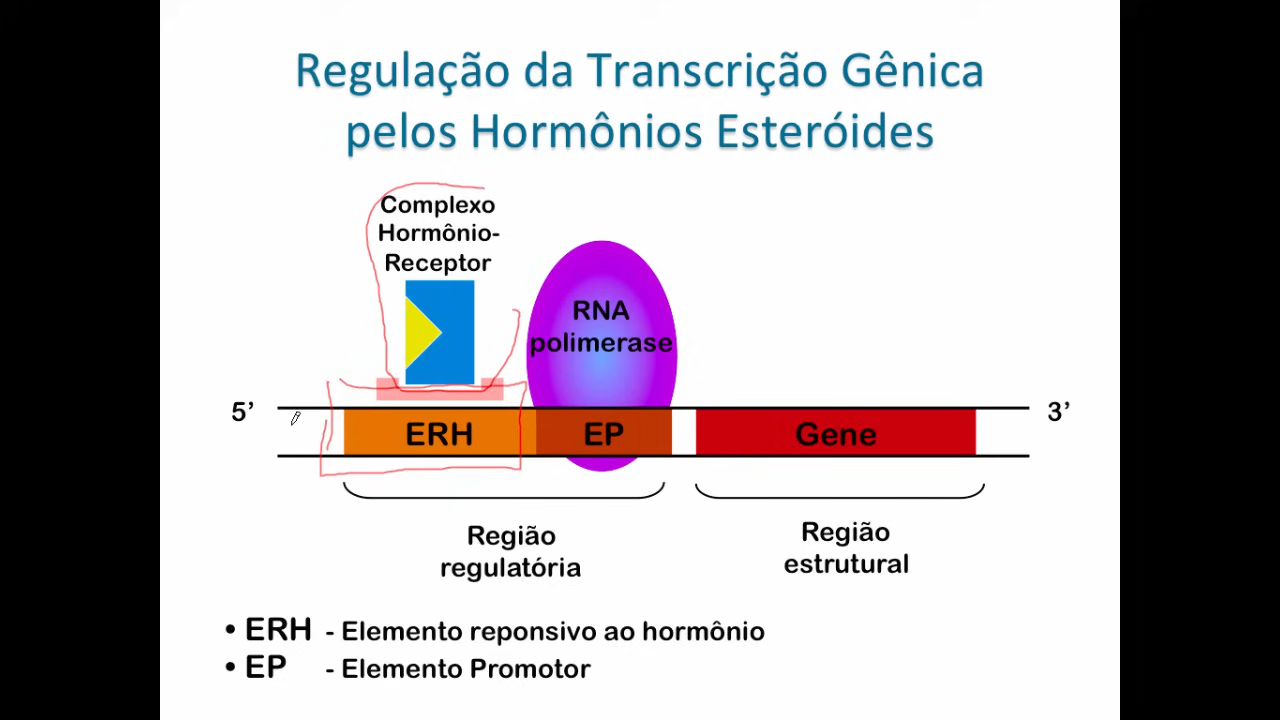 Regulação da Transcrição Gênica
pelos Hormônios Esteróides
Complexo
Hormônio-
Receptor
RNA
polimerase
5’
ERH
EP
Gene
3’
Região
regulatória
Região
estrutural
• ERH - Elemento reponsivo ao hormônio
• EP - Elemento Promotor